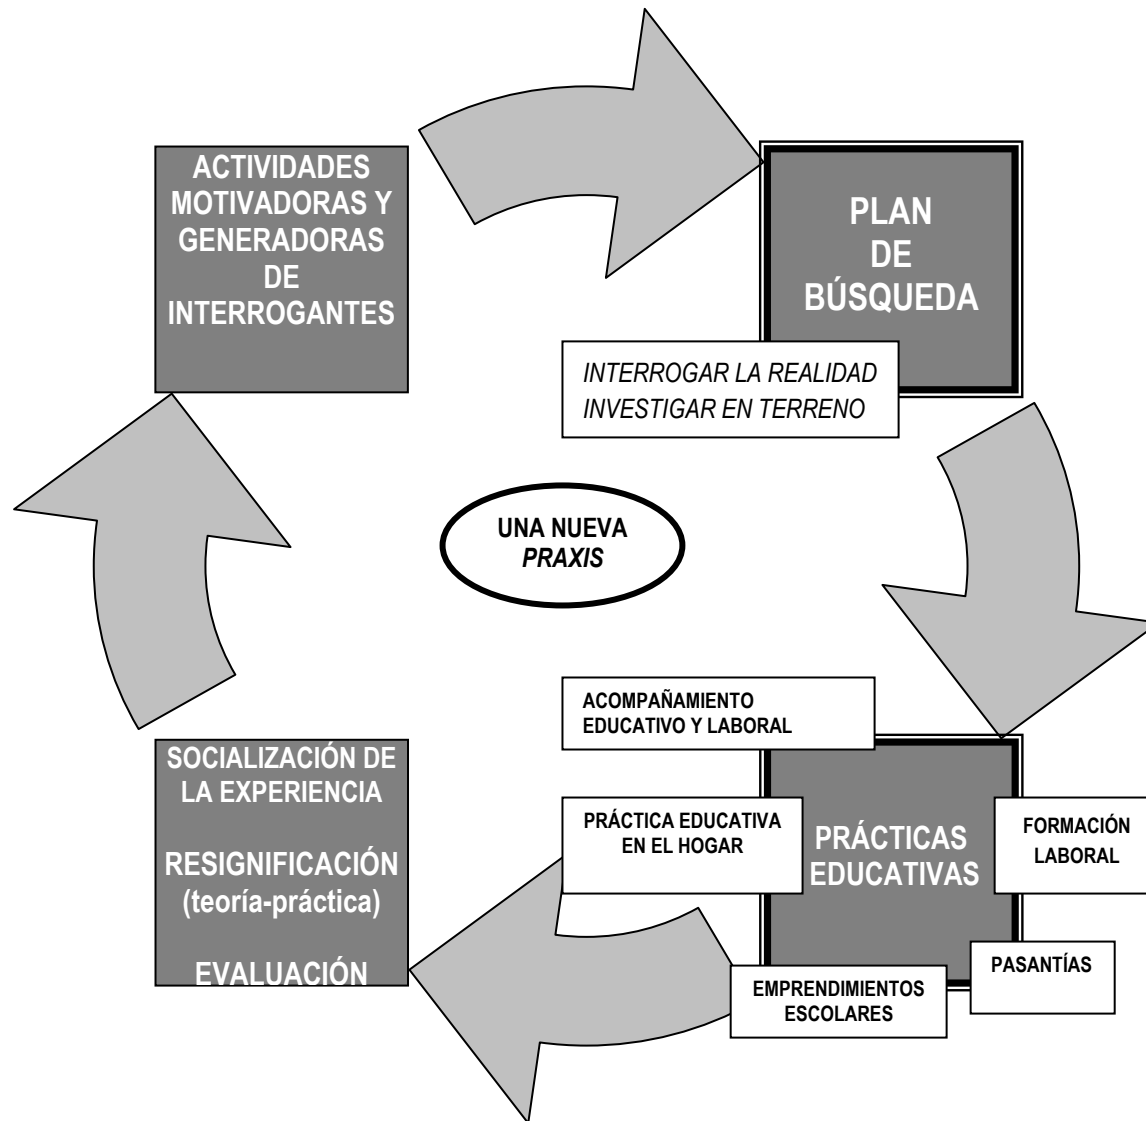 ACTIVIDADES
MOTIVADORAS Y
GENERADORAS
DE
INTERROGANTES
PLAN
DE
BÚSQUEDA
INTERROGAR LA REALIDAD
INVESTIGAR EN TERRENO
UNA NUEVA
PRAXIS
ACOMPAÑAMIENTO
EDUCATIVO Y LABORAL
PRÁCTICA EDUCATIVA
EN EL HOGAR
PRÁCTICAS
EDUCATIVAS
FORMACIÓN
LABORAL
PASANTÍAS
EMPRENDIMIENTOS
ESCOLARES
SOCIALIZACIÓN DE
LA EXPERIENCIA
RESIGNIFICACIÓN
(teoría-práctica)
EVALUACIÓN